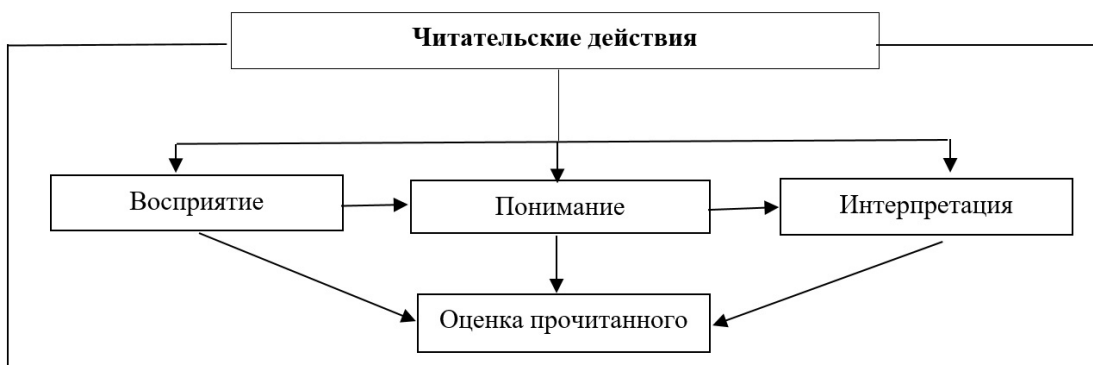 Читательские действия
Восприятие
Понимание
Интерпретация
Оценка прочитанного